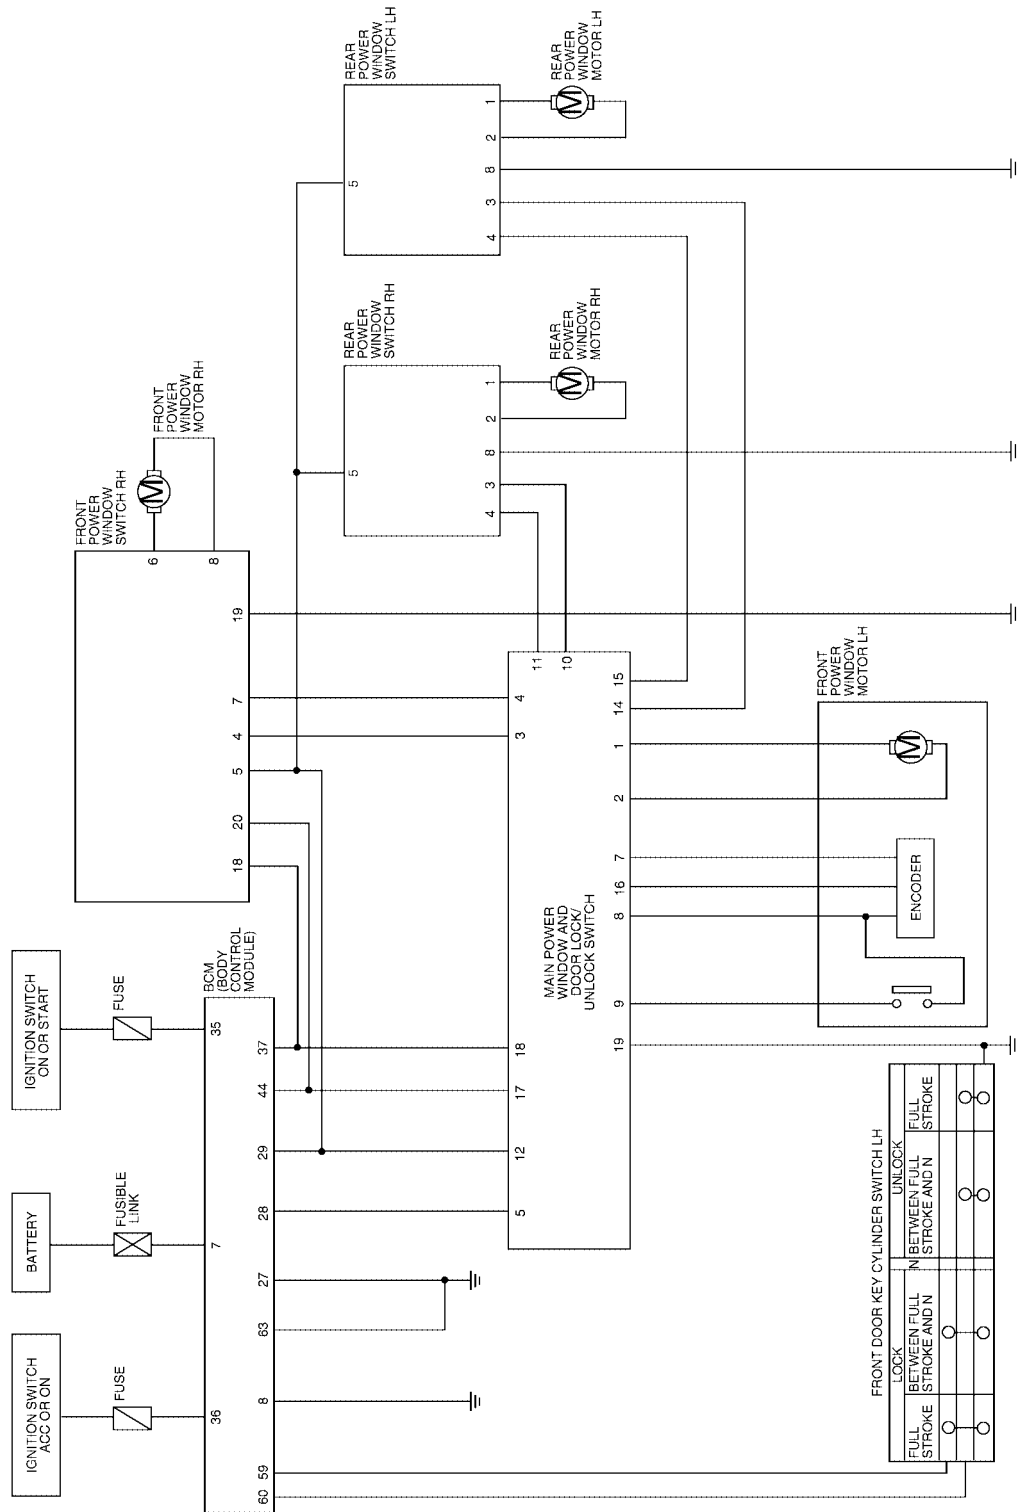 IGNITION SWITCH
ACC OR ON
BATTERY
IGNITION SWITCH
ON OR START
FUSE
FUSIBLE
LINK
FUSE
36
7
35
BCM
(BODY
CONTROL
MODULE)
60
59
8
63
27
28
29
44
37
FRONT
POWER
WINDOW
SWITCH RH
18
20
5
4
7
19
6
8
M
FRONT
POWER
WINDOW
MOTOR RH
REAR
POWER
WINDOW
SWITCH RH
5
4
3
8
2
1
M
REAR
POWER
WINDOW
MOTOR RH
REAR
POWER
WINDOW
SWITCH LH
5
4
3
8
2
1
M
REAR
POWER
WINDOW
MOTOR LH
5
12
17
18
3
4
11
10
MAIN POWER
WINDOW AND
DOOR LOCK/
UNLOCK SWITCH
19
9
8
16
7
2
1
14
15
FRONT
POWER
WINDOW
MOTOR LH
ENCODER
M
FRONT DOOR KEY CYLINDER SWITCH LH
LOCK
UNLOCK
FULL
STROKE
BETWEEN FULL
STROKE AND N
N
BETWEEN FULL
STROKE AND N
FULL
STROKE